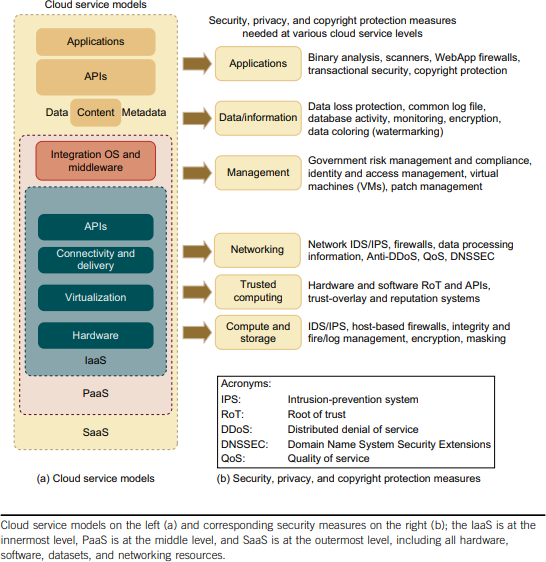 Cloud service models
Applications
APIs
Data Content Metadata
Integration OS and
middleware
APIs
Connectivity and
delivery
Virtualization
Hardware
IaaS
PaaS
SaaS
(a) Cloud service models
Security, privacy, and copyright protection measures
needed at various cloud service levels
Applications
Binary analysis, scanners, WebApp firewalls,
transactional security, copyright protection
Data/information
Data loss protection, common log file,
database activity, monitoring, encryption,
data coloring (watermarking)
Management
Government risk management and compliance,
identity and access management, virtual
machines (VMs), patch management
Networking
Network IDS/IPS, firewalls, data processing
information, Anti-DDoS, QoS, DNSSEC
Trusted
computing
Hardware and software RoT and APIs,
trust-overlay and reputation systems
Compute and
storage
IDS/IPS, host-based firewalls, integrity and
fire/log management, encryption, masking
Acronyms:
IPS: Intrusion-prevention system
RoT: Root of trust
DDoS: Distributed denial of service
DNSSEC: Domain Name System Security Extensions
QoS: Quality of service
(b) Security, privacy, and copyright protection measures
Cloud service models on the left (a) and corresponding security measures on the right (b); the IaaS is at the
innermost level, PaaS is at the middle level, and SaaS is at the outermost level, including all hardware,
software, datasets, and networking resources.